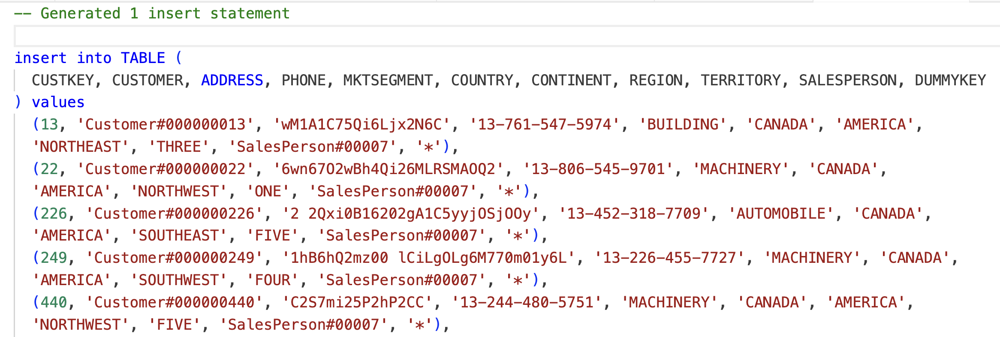 -- Generated 1 insert statement
insert into TABLE (
CUSTKEY, CUSTOMER, ADDRESS, PHONE, MKTSEGMENT, COUNTRY, CONTINENT, REGION, TERRITORY, SALESPERSON, DUMMYKEY
) values
(13, 'Customer#000000013', 'wM1A1C75Qi6Ljx2N6C', '13-761-547-5974', 'BUILDING', 'CANADA', 'AMERICA',
'NORTHEAST', 'THREE', 'SalesPerson#00007', '*'),
(22, 'Customer#000000022', '6wn67O2wBh4Qi26MLRSMAOQ2', '13-806-545-9701', 'MACHINERY', 'CANADA',
'AMERICA', 'NORTHWEST', 'ONE', 'SalesPerson#00007', '*'),
(226, 'Customer#000000226', '2 2Qxi0B16202gA1C5yyjOSjOOy', '13-452-318-7709', 'AUTOMOBILE', 'CANADA',
'AMERICA', 'SOUTHEAST', 'FIVE', 'SalesPerson#00007', '*'),
(249, 'Customer#000000249', '1hB6hQ2mz00 lCiLgOLg6M770m01y6L', '13-226-455-7727', 'MACHINERY', 'CANADA',
'AMERICA', 'SOUTHWEST', 'FOUR', 'SalesPerson#00007', '*'),
(440, 'Customer#000000440', 'C2S7mi25P2hP2CC', '13-244-480-5751', 'MACHINERY', 'CANADA', 'AMERICA',
'NORTHWEST', 'FIVE', 'SalesPerson#00007', '*'),